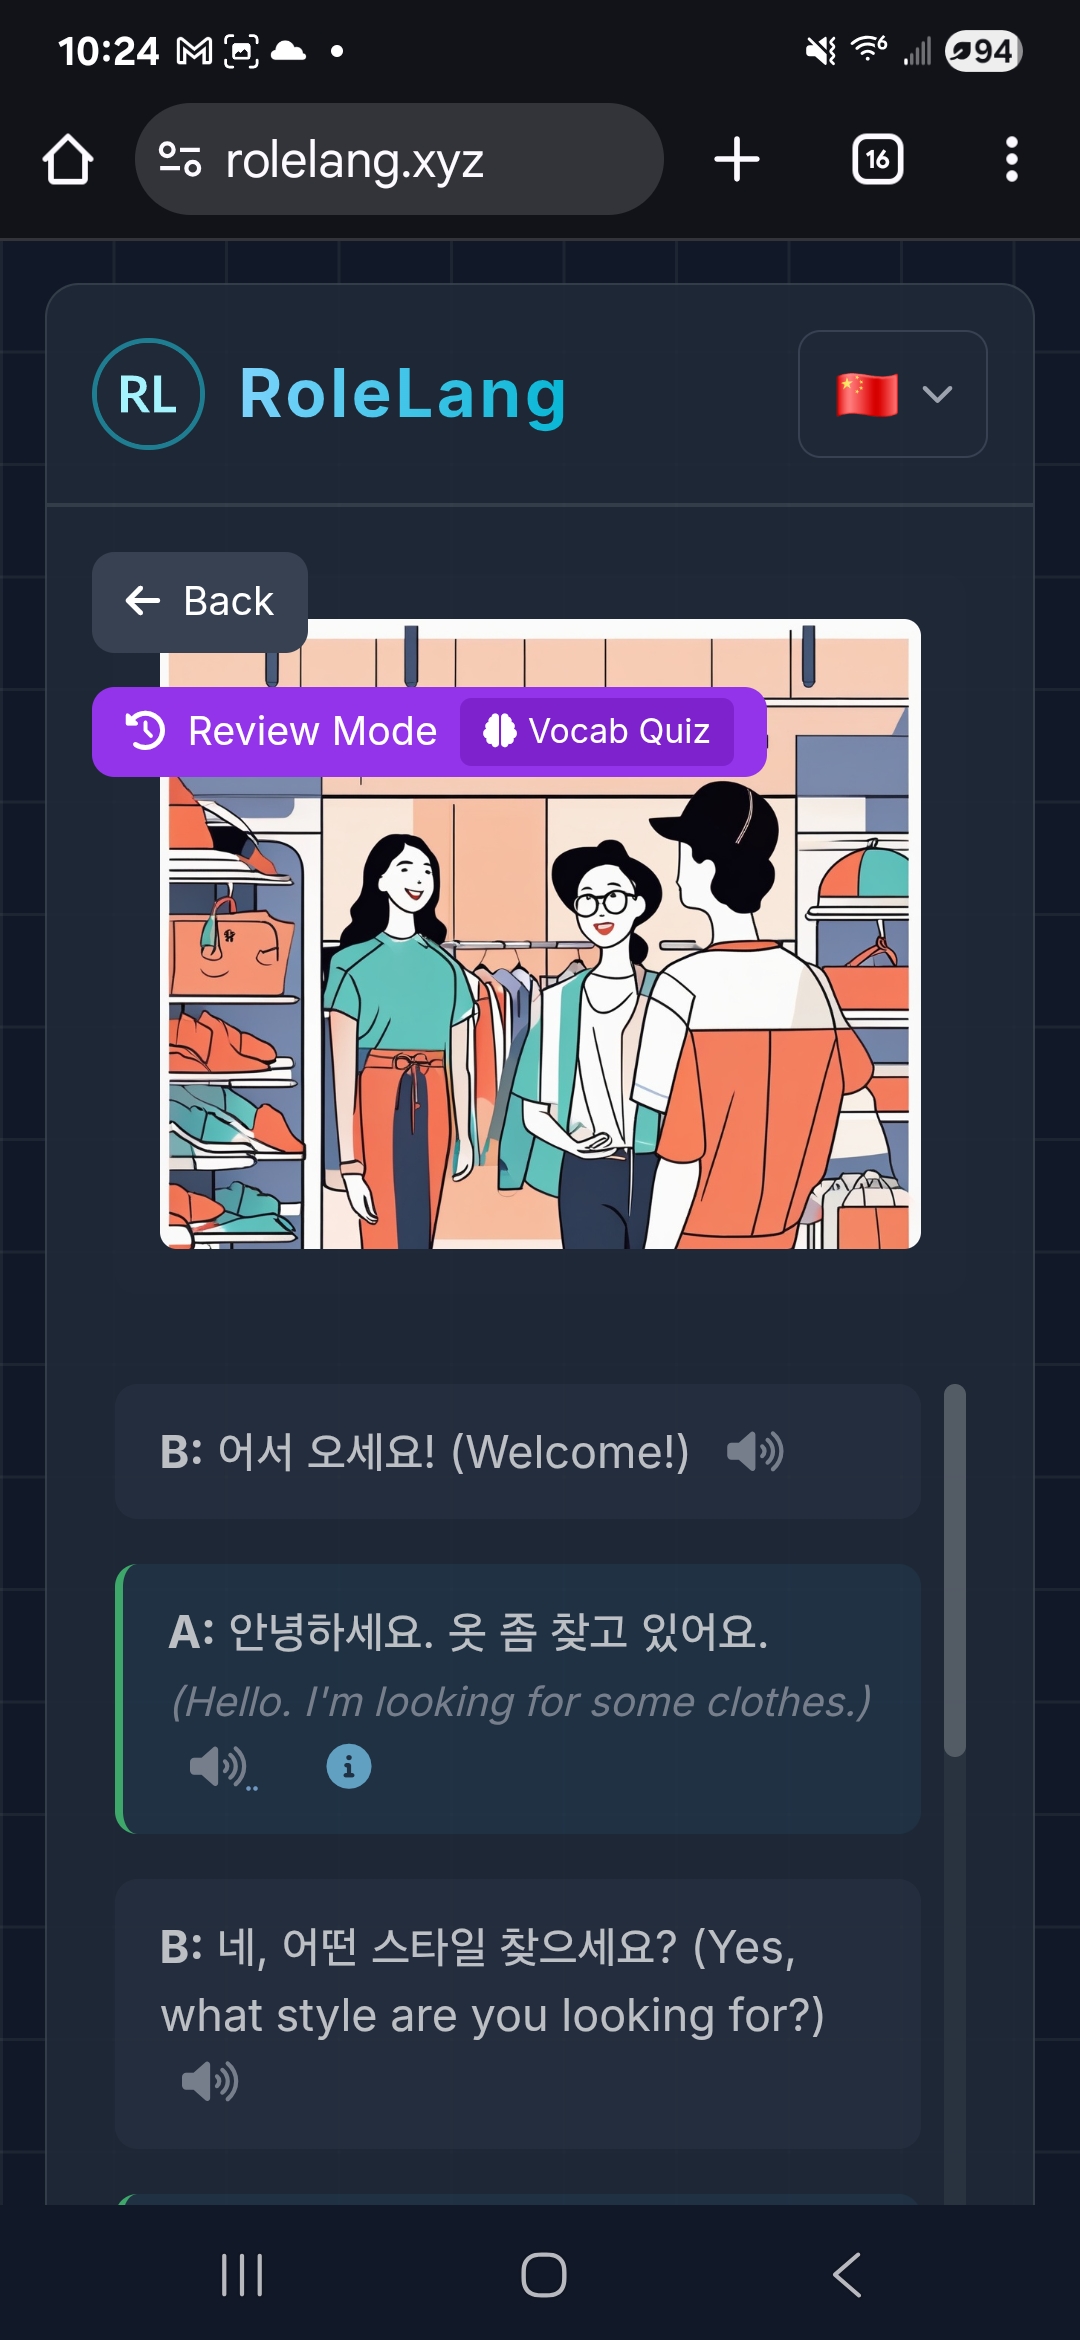 10:24
6
94
rolelang.xyz
16
RL
RoleLang
Back
Review Mode
Vocab Quiz
B: 어서 오세요! (Welcome!)
A: 안녕하세요. 옷 좀 찾고 있어요.
(Hello. I'm looking for some clothes.)
B: 네, 어떤 스타일 찾으세요? (Yes,
what style are you looking for?)